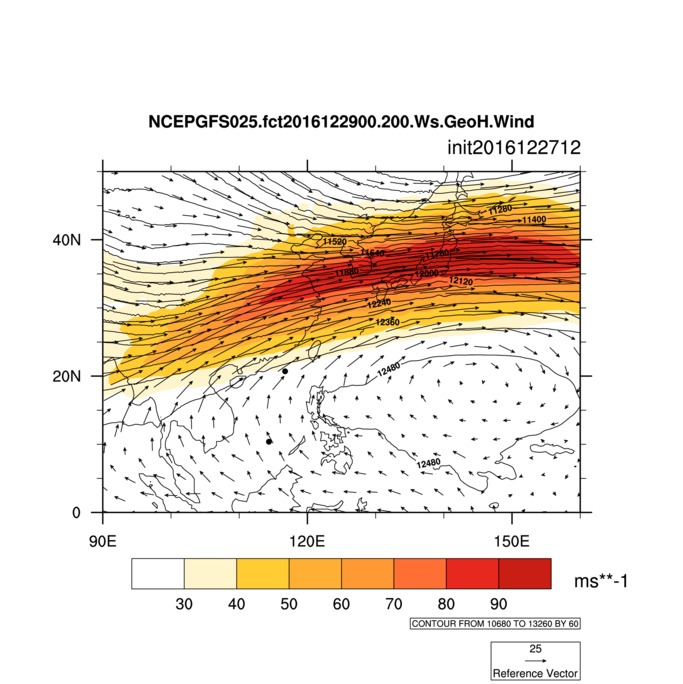 NCEPGFS025.fct2016122900.200.Ws.GeoH.Wind
init2016122712
11280
11400
40N
11520
11640
11760
11880
12000
12120
12240
12360
20N
12480
12480
0
90E 120E 150E
ms**-1
30 40 50 60 70 80 90
CONTOUR FROM 10680 TO 13260 BY 60
25
Reference Vector